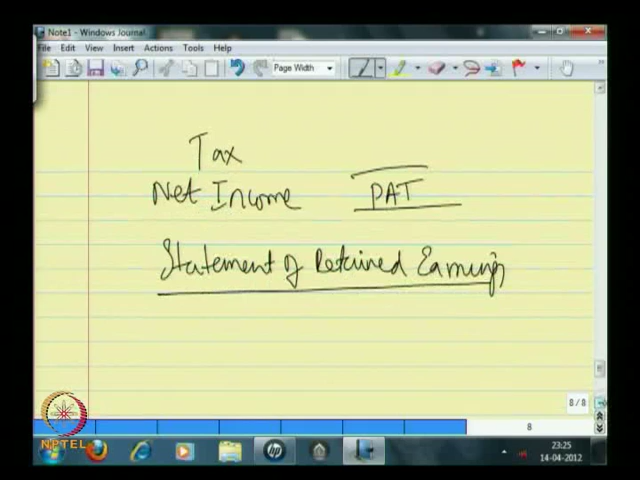 Note1 - Windows Journal
File Edit View Insert Actions Tools Help
Page Width
Tax
Net Income PAT
Statement of Retained Earnings
8/8
8
NPTEL
hp
23:25
14-04-2012